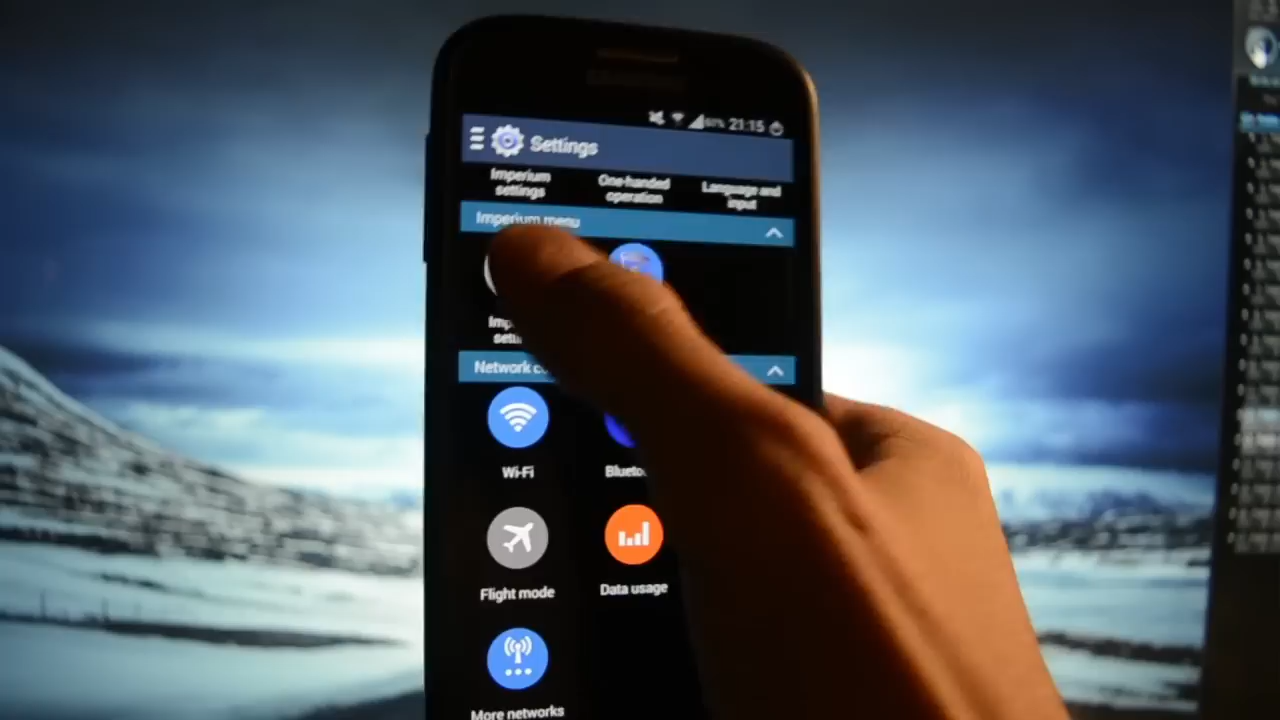 21:15
Settings
Imperium
settings
One-handed
operation
Language and
input
Imperium menu
Network
Wi-Fi
Flight mode
Data usage
More networks